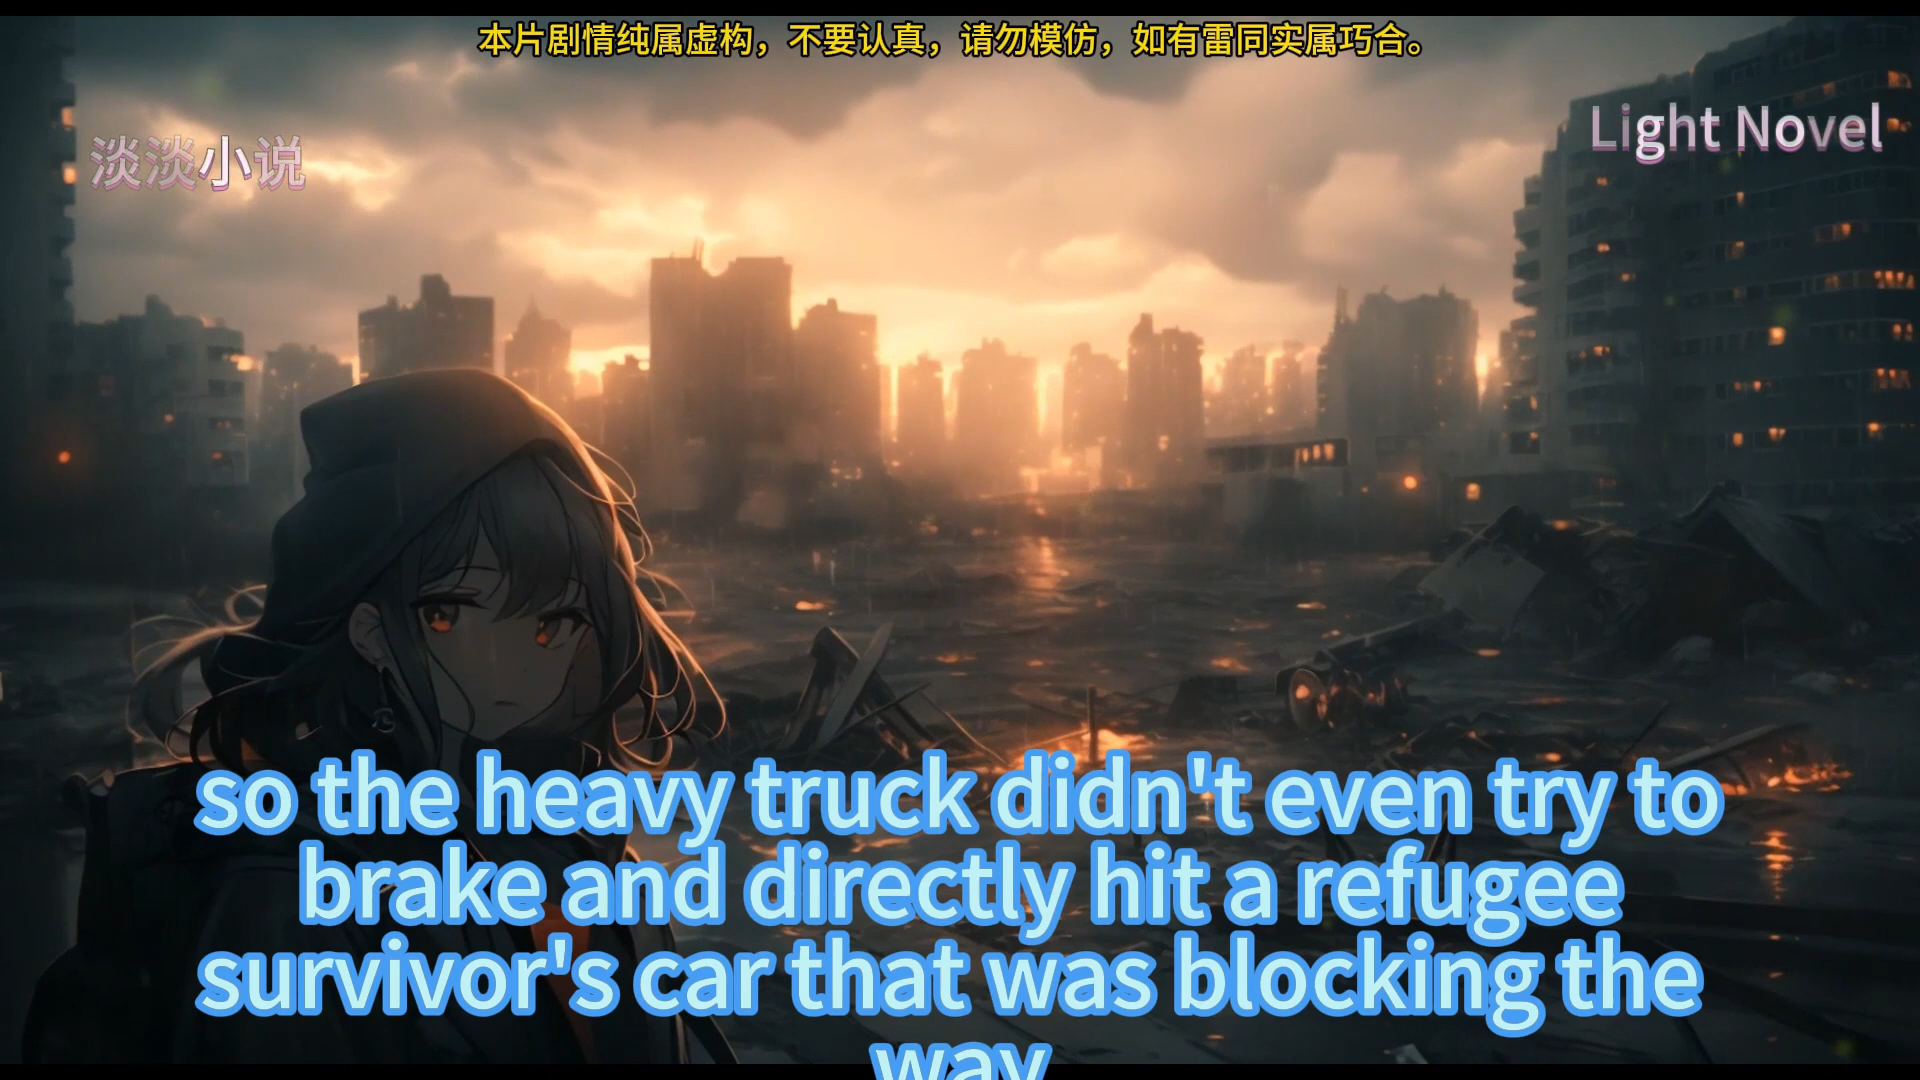 本片剧情纯属虚构，不要认真，请勿模仿，如有雷同实属巧合。
淡淡小说
Light Novel
so the heavy truck didn't even try to
brake and directly hit a refugee
survivor's car that was blocking the
way